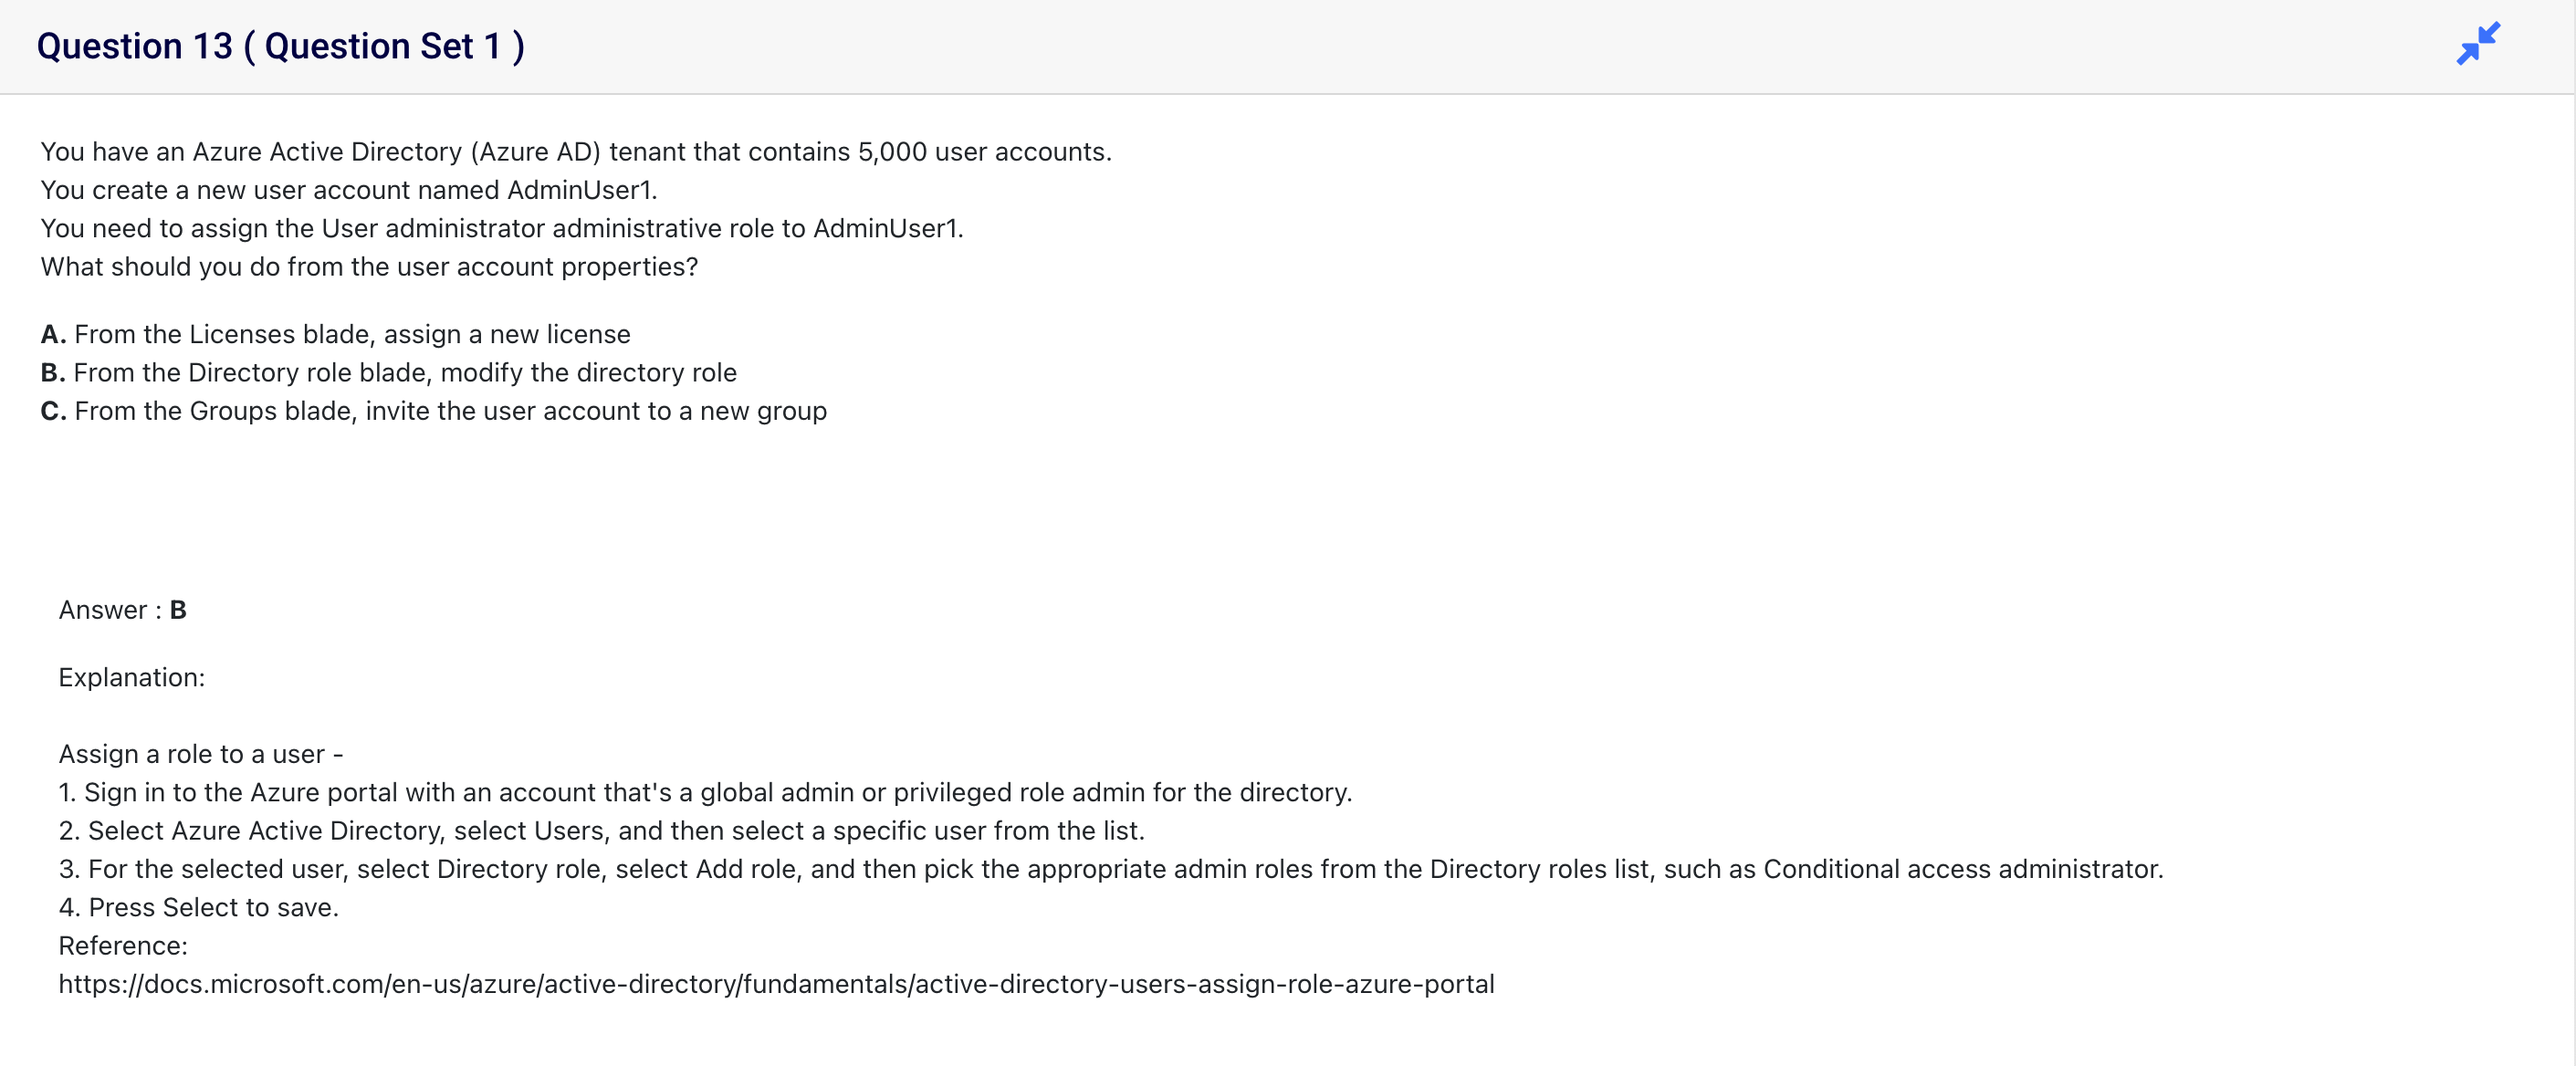 Question 13 ( Question Set 1 )
You have an Azure Active Directory (Azure AD) tenant that contains 5,000 user accounts.
You create a new user account named AdminUser1.
You need to assign the User administrator administrative role to AdminUser1.
What should you do from the user account properties?
A. From the Licenses blade, assign a new license
B. From the Directory role blade, modify the directory role
C. From the Groups blade, invite the user account to a new group
Answer : B
Explanation:
Assign a role to a user -
1. Sign in to the Azure portal with an account that's a global admin or privileged role admin for the directory.
2. Select Azure Active Directory, select Users, and then select a specific user from the list.
3. For the selected user, select Directory role, select Add role, and then pick the appropriate admin roles from the Directory roles list, such as Conditional access administrator.
4. Press Select to save.
Reference:
https://docs.microsoft.com/en-us/azure/active-directory/fundamentals/active-directory-users-assign-role-azure-portal